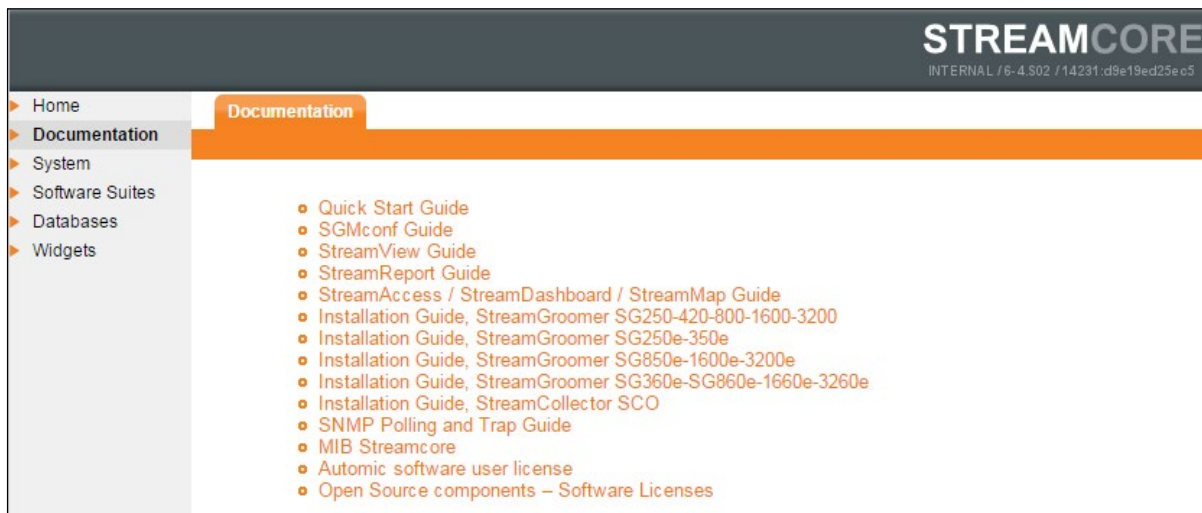 STREAMCORE
INTERNAL / 6-4.S02 / 14231:d9e19ed25ec5
Home
Documentation
System
Software Suites
Databases
Widgets
Documentation
Quick Start Guide
SGMconf Guide
StreamView Guide
StreamReport Guide
StreamAccess / StreamDashboard / StreamMap Guide
Installation Guide, StreamGroomer SG250-420-800-1600-3200
Installation Guide, StreamGroomer SG250e-350e
Installation Guide, StreamGroomer SG850e-1600e-3200e
Installation Guide, StreamGroomer SG360e-SG860e-1660e-3260e
Installation Guide, StreamCollector SCO
SNMP Polling and Trap Guide
MIB Streamcore
Automic software user license
Open Source components – Software Licenses